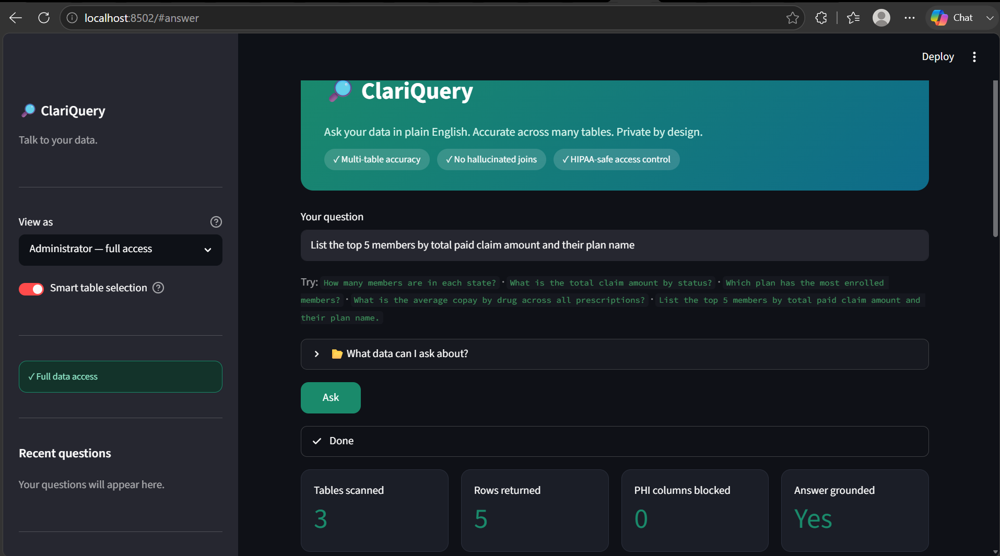 localhost:8502/#answer
Chat
ClariQuery
Talk to your data.
View as
Administrator — full access
Smart table selection
✓ Full data access
Recent questions
Your questions will appear here.
Deploy
ClariQuery
Ask your data in plain English. Accurate across many tables. Private by design.
✓ Multi-table accuracy
✓ No hallucinated joins
✓ HIPAA-safe access control
Your question
List the top 5 members by total paid claim amount and their plan name
Try: How many members are in each state? · What is the total claim amount by status? · Which plan has the most enrolled
members? · What is the average copay by drug across all prescriptions? · List the top 5 members by total paid claim amount and
their plan name.
What data can I ask about?
Ask
Done
Tables scanned
3
Rows returned
5
PHI columns blocked
0
Answer grounded
Yes